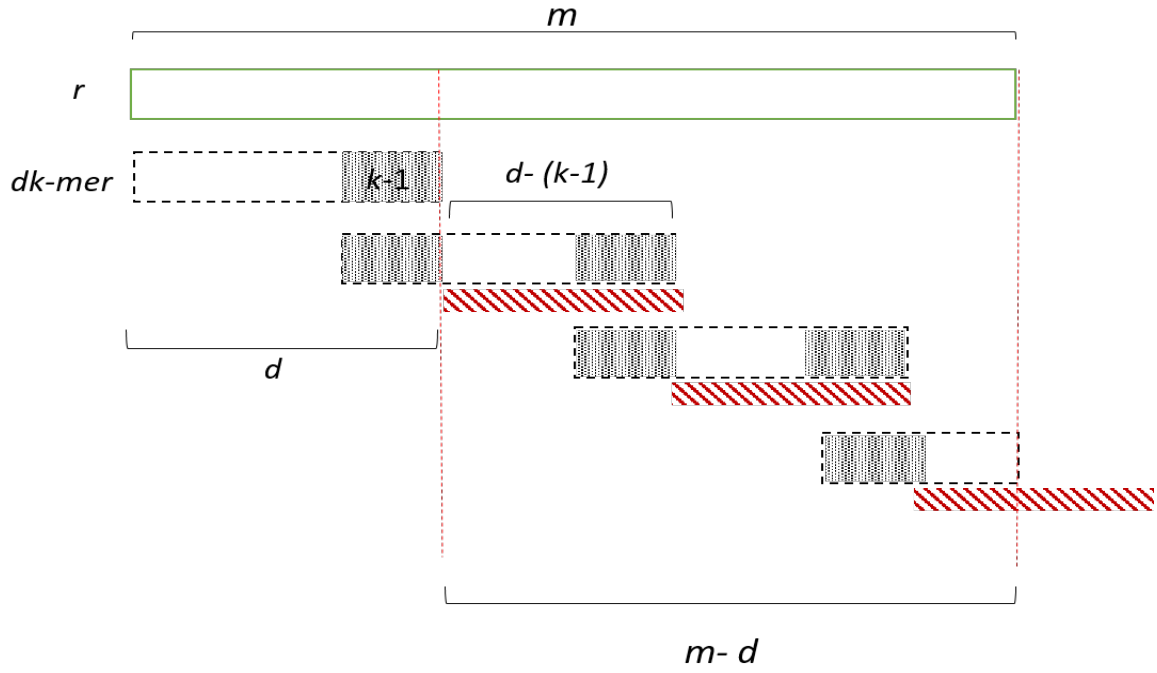 m
r
dk-mer
k-1
d- (k-1)
d
m- d